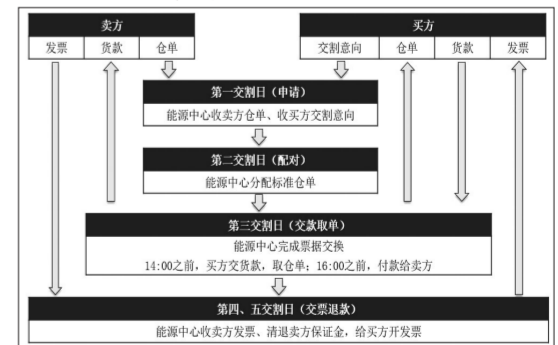 卖方
买方
发票 货款 仓单
交割意向 仓单 货款 发票
第一交割日（申请）
能源中心收卖方仓单、收买方交割意向
第二交割日（配对）
能源中心分配标准仓单
第三交割日（交款取单）
能源中心完成票据交换
14:00之前，买方交货款，取仓单；16:00之前，付款给卖方
第四、五交割日（交票退款）
能源中心收卖方发票、清退卖方保证金，给买方开发票